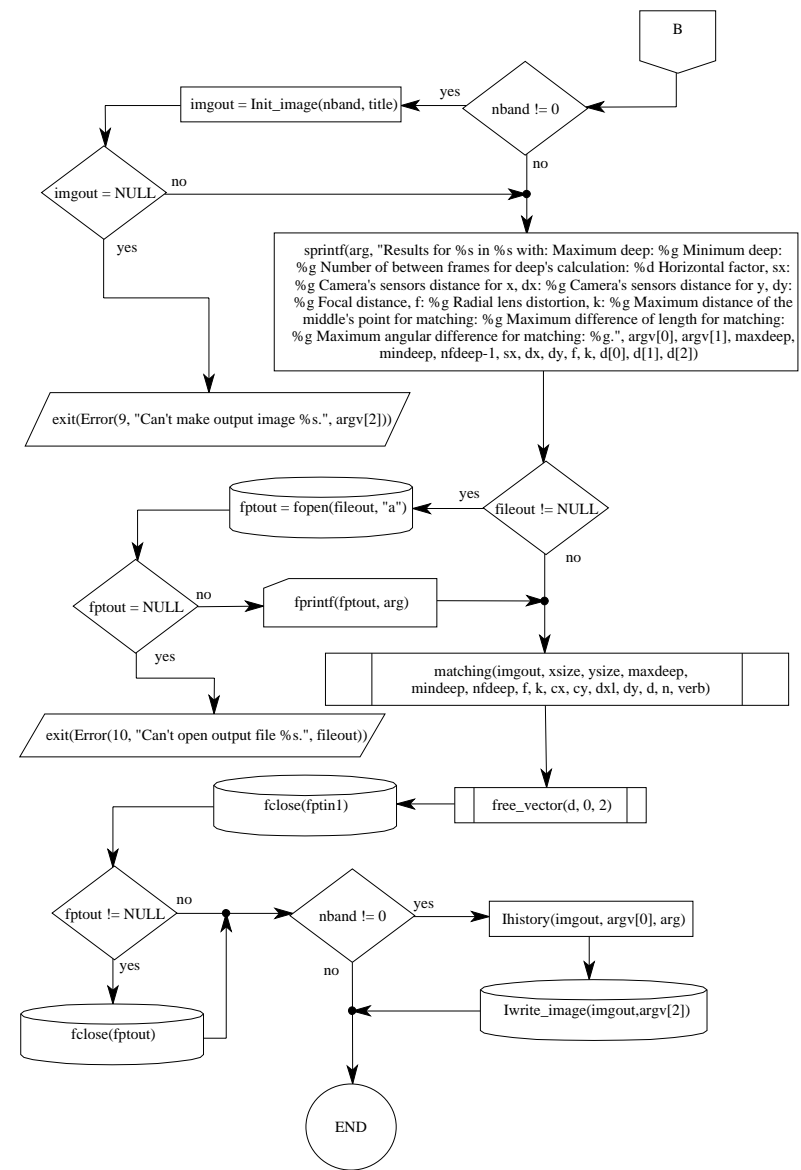 B
nband != 0
yes
imgout = Init_image(nband, title)
no
imgout = NULL
no
yes
sprintf(arg, "Results for %s in %s with: Maximum deep: %g Minimum deep:
%g Number of between frames for deep's calculation: %d Horizontal factor, sx:
%g Camera's sensors distance for x, dx: %g Camera's sensors distance for y, dy:
%g Focal distance, f: %g Radial lens distortion, k: %g Maximum distance of the
middle's point for matching: %g Maximum difference of length for matching:
%g Maximum angular difference for matching: %g.", argv[0], argv[1], maxdeep,
mindeep, nfdeep-1, sx, dx, dy, f, k, d[0], d[1], d[2])
exit(Error(9, "Can't make output image %s.", argv[2]))
fileout != NULL
yes
fptout = fopen(fileout, "a")
no
fptout = NULL
no
fprintf(fptout, arg)
yes
exit(Error(10, "Can't open output file %s.", fileout))
matching(imgout, xsize, ysize, maxdeep,
mindeep, nfdeep, f, k, cx, cy, dxl, dy, d, n, verb)
free_vector(d, 0, 2)
fclose(fptin1)
fptout != NULL
no
yes
fclose(fptout)
nband != 0
yes
Ihistory(imgout, argv[0], arg)
no
Iwrite_image(imgout,argv[2])
END